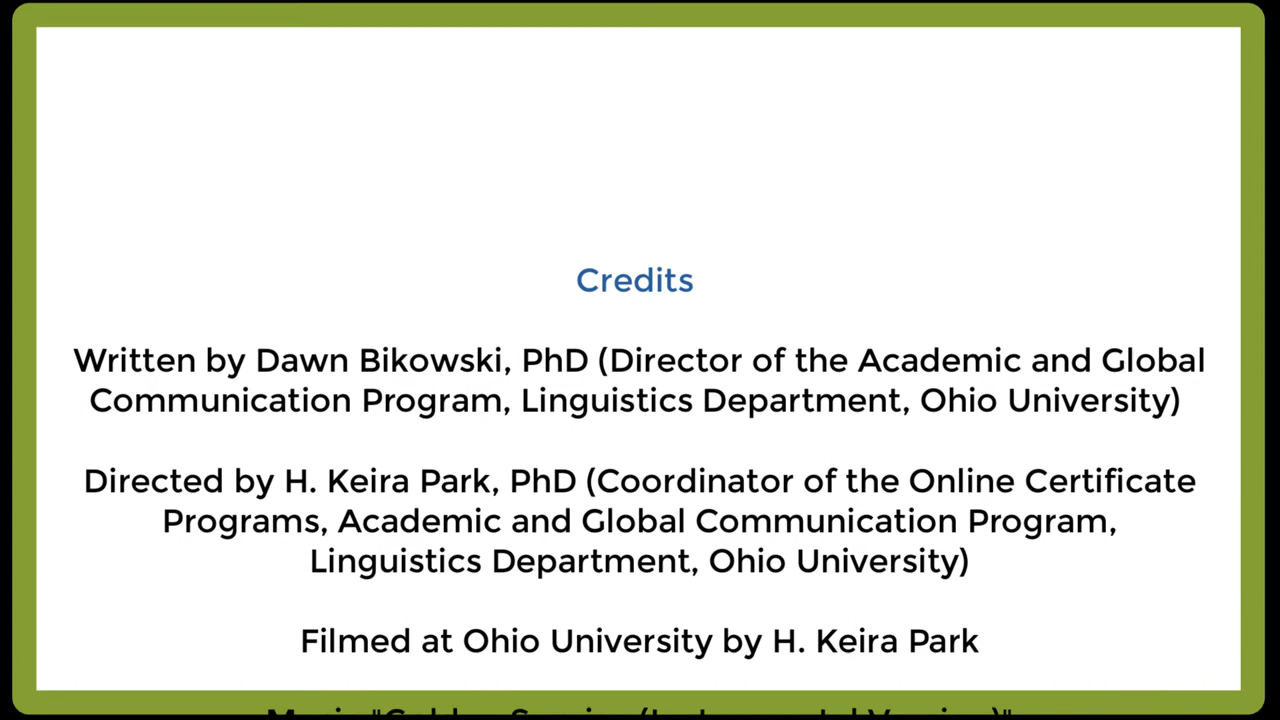 Credits
Written by Dawn Bikowski, PhD (Director of the Academic and Global
Communication Program, Linguistics Department, Ohio University)
Directed by H. Keira Park, PhD (Coordinator of the Online Certificate
Programs, Academic and Global Communication Program,
Linguistics Department, Ohio University)
Filmed at Ohio University by H. Keira Park